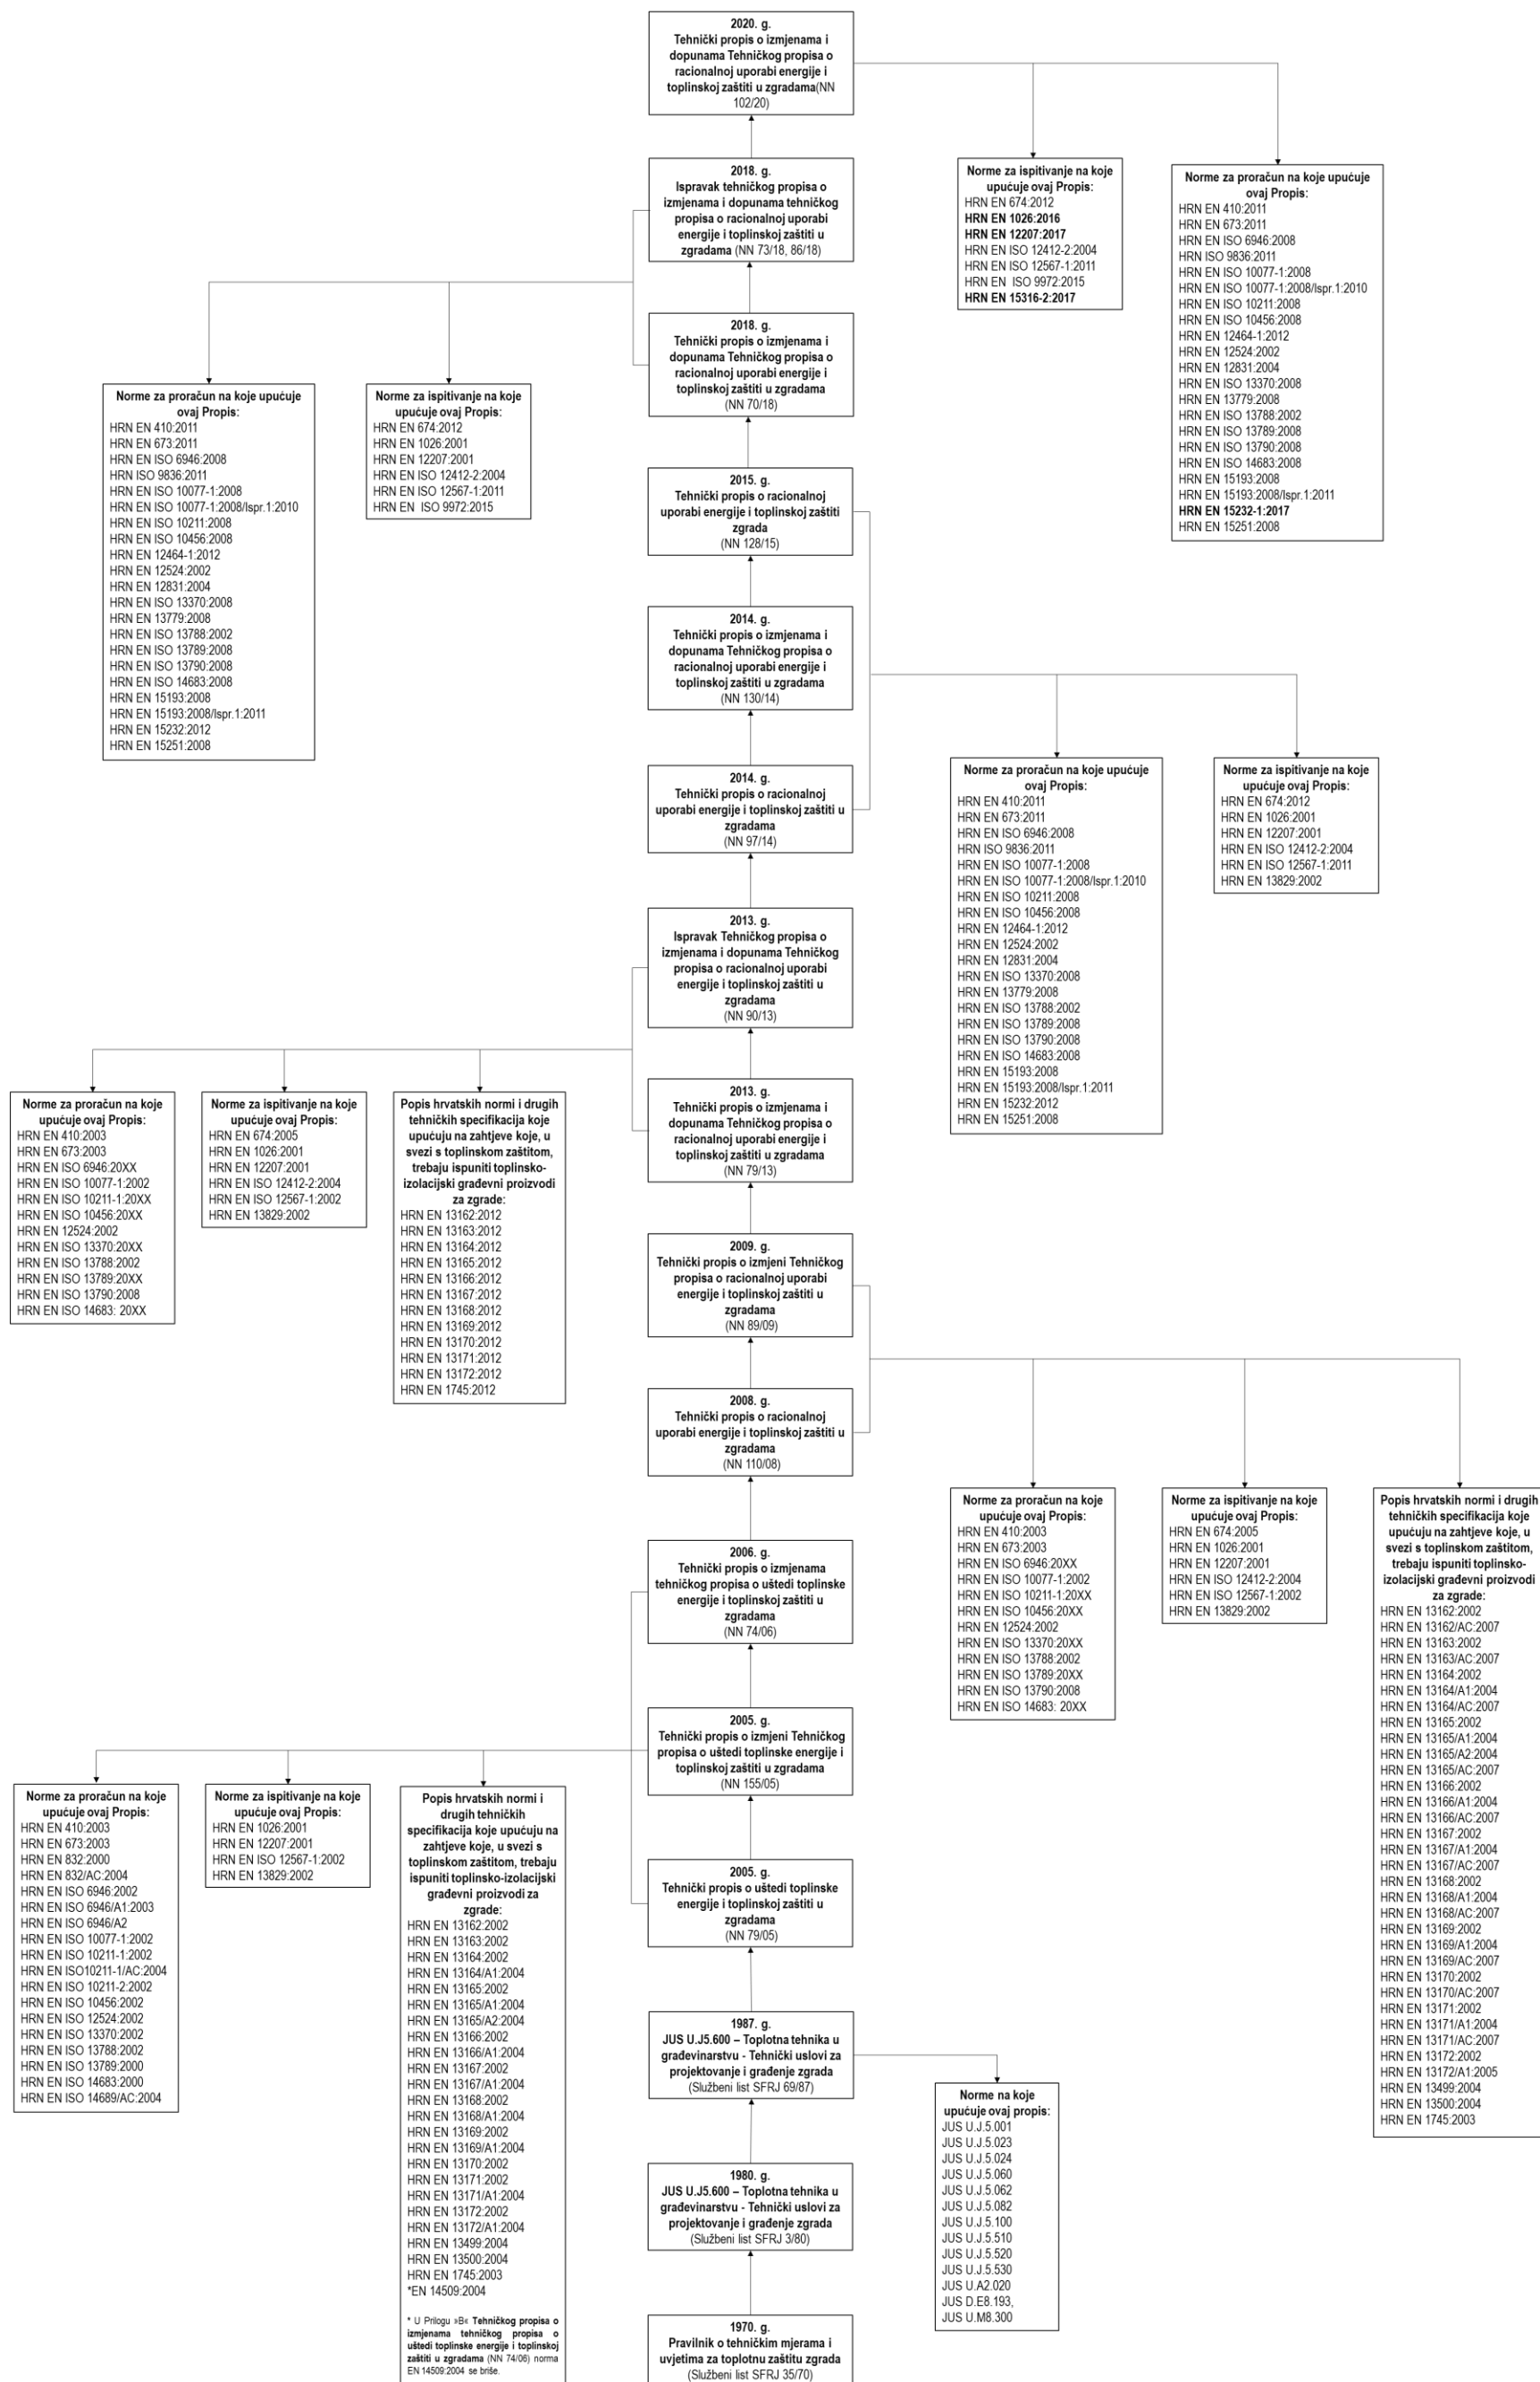 2020. g.
Tehnički propis o izmjenama i
dopunama Tehničkog propisa o
racionalnoj uporabi energije i
toplinskoj zaštiti u zgradama(NN
102/20)
2018. g.
Ispravak tehničkog propisa o
izmjenama i dopunama tehničkog
propisa o racionalnoj uporabi
energije i toplinskoj zaštiti u
zgradama (NN 73/18, 86/18)
Norme za ispitivanje na koje
upućuje ovaj Propis:
HRN EN 674:2012
HRN EN 1026:2016
HRN EN 12207:2017
HRN EN ISO 12412-2:2004
HRN EN ISO 12567-1:2011
HRN EN  ISO 9972:2015
HRN EN 15316-2:2017
Norme za proračun na koje upućuje
ovaj Propis:
HRN EN 410:2011
HRN EN 673:2011
HRN EN ISO 6946:2008
HRN ISO 9836:2011
HRN EN ISO 10077-1:2008
HRN EN ISO 10077-1:2008/Ispr.1:2010
HRN EN ISO 10211:2008
HRN EN ISO 10456:2008
HRN EN 12464-1:2012
HRN EN 12524:2002
HRN EN 12831:2004
HRN EN ISO 13370:2008
HRN EN 13779:2008
HRN EN ISO 13788:2002
HRN EN ISO 13789:2008
HRN EN ISO 13790:2008
HRN EN ISO 14683:2008
HRN EN 15193:2008
HRN EN 15193:2008/Ispr.1:2011
HRN EN 15232-1:2017
HRN EN 15251:2008
2018. g.
Tehnički propis o izmjenama i
dopunama Tehničkog propisa o
racionalnoj uporabi energije i
toplinskoj zaštiti u zgradama
(NN 70/18)
Norme za proračun na koje upućuje
ovaj Propis:
HRN EN 410:2011
HRN EN 673:2011
HRN EN ISO 6946:2008
HRN ISO 9836:2011
HRN EN ISO 10077-1:2008
HRN EN ISO 10077-1:2008/Ispr.1:2010
HRN EN ISO 10211:2008
HRN EN ISO 10456:2008
HRN EN 12464-1:2012
HRN EN 12524:2002
HRN EN 12831:2004
HRN EN ISO 13370:2008
HRN EN 13779:2008
HRN EN ISO 13788:2002
HRN EN ISO 13789:2008
HRN EN ISO 13790:2008
HRN EN ISO 14683:2008
HRN EN 15193:2008
HRN EN 15193:2008/Ispr.1:2011
HRN EN 15232:2012
HRN EN 15251:2008
Norme za ispitivanje na koje
upućuje ovaj Propis:
HRN EN 674:2012
HRN EN 1026:2001
HRN EN 12207:2001
HRN EN ISO 12412-2:2004
HRN EN ISO 12567-1:2011
HRN EN  ISO 9972:2015
2015. g.
Tehnički propis o racionalnoj
uporabi energije i toplinskoj zaštiti
zgrada
(NN 128/15)
2014. g.
Tehnički propis o izmjenama i
dopunama Tehničkog propisa o
racionalnoj uporabi energije i
toplinskoj zaštiti u zgradama
(NN 130/14)
2014. g.
Tehnički propis o racionalnoj
uporabi energije i toplinskoj zaštiti u
zgradama
(NN 97/14)
Norme za proračun na koje upućuje
ovaj Propis:
HRN EN 410:2011
HRN EN 673:2011
HRN EN ISO 6946:2008
HRN ISO 9836:2011
HRN EN ISO 10077-1:2008
HRN EN ISO 10077-1:2008/Ispr.1:2010
HRN EN ISO 10211:2008
HRN EN ISO 10456:2008
HRN EN 12464-1:2012
HRN EN 12524:2002
HRN EN 12831:2004
HRN EN ISO 13370:2008
HRN EN 13779:2008
HRN EN ISO 13788:2002
HRN EN ISO 13789:2008
HRN EN ISO 13790:2008
HRN EN ISO 14683:2008
HRN EN 15193:2008
HRN EN 15193:2008/Ispr.1:2011
HRN EN 15232:2012
HRN EN 15251:2008
Norme za ispitivanje na koje
upućuje ovaj Propis:
HRN EN 674:2012
HRN EN 1026:2001
HRN EN 12207:2001
HRN EN ISO 12412-2:2004
HRN EN ISO 12567-1:2011
HRN EN 13829:2002
2013. g.
Ispravak Tehničkog propisa o
izmjenama i dopunama Tehničkog
propisa o racionalnoj uporabi
energije i toplinskoj zaštiti u
zgradama
(NN 90/13)
2013. g.
Tehnički propis o izmjenama i
dopunama Tehničkog propisa o
racionalnoj uporabi energije i
toplinskoj zaštiti u zgradama
(NN 79/13)
Norme za proračun na koje
upućuje ovaj Propis:
HRN EN 410:2003
HRN EN 673:2003
HRN EN ISO 6946:20XX
HRN EN ISO 10077-1:2002
HRN EN ISO 10211-1:20XX
HRN EN ISO 10456:20XX
HRN EN 12524:2002
HRN EN ISO 13370:20XX
HRN EN ISO 13788:2002
HRN EN ISO 13789:20XX
HRN EN ISO 13790:2008
HRN EN ISO 14683: 20XX
Norme za ispitivanje na koje
upućuje ovaj Propis:
HRN EN 674:2005
HRN EN 1026:2001
HRN EN 12207:2001
HRN EN ISO 12412-2:2004
HRN EN ISO 12567-1:2002
HRN EN 13829:2002
Popis hrvatskih normi i drugih
tehničkih specifikacija koje
upućuju na zahtjeve koje, u
svezi s toplinskom zaštitom,
trebaju ispuniti toplinsko-
izolacijski građevni proizvodi
za zgrade:
HRN EN 13162:2012
HRN EN 13163:2012
HRN EN 13164:2012
HRN EN 13165:2012
HRN EN 13166:2012
HRN EN 13167:2012
HRN EN 13168:2012
HRN EN 13169:2012
HRN EN 13170:2012
HRN EN 13171:2012
HRN EN 13172:2012
HRN EN 1745:2012
2009. g.
Tehnički propis o izmjeni Tehničkog
propisa o racionalnoj uporabi
energije i toplinskoj zaštiti u
zgradama
(NN 89/09)
2008. g.
Tehnički propis o racionalnoj
uporabi energije i toplinskoj zaštiti u
zgradama
(NN 110/08)
Norme za proračun na koje
upućuje ovaj Propis:
HRN EN 410:2003
HRN EN 673:2003
HRN EN ISO 6946:20XX
HRN EN ISO 10077-1:2002
HRN EN ISO 10211-1:20XX
HRN EN ISO 10456:20XX
HRN EN 12524:2002
HRN EN ISO 13370:20XX
HRN EN ISO 13788:2002
HRN EN ISO 13789:20XX
HRN EN ISO 13790:2008
HRN EN ISO 14683: 20XX
Norme za ispitivanje na koje
upućuje ovaj Propis:
HRN EN 674:2005
HRN EN 1026:2001
HRN EN 12207:2001
HRN EN ISO 12412-2:2004
HRN EN ISO 12567-1:2002
HRN EN 13829:2002
Popis hrvatskih normi i drugih
tehničkih specifikacija koje
upućuju na zahtjeve koje, u
svezi s toplinskom zaštitom,
trebaju ispuniti toplinsko-
izolacijski građevni proizvodi
za zgrade:
HRN EN 13162:2002
HRN EN 13162/AC:2007
HRN EN 13163:2002
HRN EN 13163/AC:2007
HRN EN 13164:2002
HRN EN 13164/A1:2004
HRN EN 13164/AC:2007
HRN EN 13165:2002
HRN EN 13165/A1:2004
HRN EN 13165/A2:2004
HRN EN 13165/AC:2007
HRN EN 13166:2002
HRN EN 13166/A1:2004
HRN EN 13166/AC:2007
HRN EN 13167:2002
HRN EN 13167/A1:2004
HRN EN 13167/AC:2007
HRN EN 13168:2002
HRN EN 13168/A1:2004
HRN EN 13168/AC:2007
HRN EN 13169:2002
HRN EN 13169/A1:2004
HRN EN 13169/AC:2007
HRN EN 13170:2002
HRN EN 13170/AC:2007
HRN EN 13171:2002
HRN EN 13171/A1:2004
HRN EN 13171/AC:2007
HRN EN 13172:2002
HRN EN 13172/A1:2005
HRN EN 13499:2004
HRN EN 13500:2004
HRN EN 1745:2003
2006. g.
Tehnički propis o izmjenama
tehničkog propisa o uštedi toplinske
energije i toplinskoj zaštiti u
zgradama
(NN 74/06)
2005. g.
Tehnički propis o izmjeni Tehničkog
propisa o uštedi toplinske energije i
toplinskoj zaštiti u zgradama
(NN 155/05)
2005. g.
Tehnički propis o uštedi toplinske
energije i toplinskoj zaštiti u
zgradama
(NN 79/05)
Norme za proračun na koje
upućuje ovaj Propis:
HRN EN 410:2003
HRN EN 673:2003
HRN EN 832:2000
HRN EN 832/AC:2004
HRN EN ISO 6946:2002
HRN EN ISO 6946/A1:2003
HRN EN ISO 6946/A2
HRN EN ISO 10077-1:2002
HRN EN ISO 10211-1:2002
HRN EN ISO10211-1/AC:2004
HRN EN ISO 10211-2:2002
HRN EN ISO 10456:2002
HRN EN ISO 12524:2002
HRN EN ISO 13370:2002
HRN EN ISO 13788:2002
HRN EN ISO 13789:2000
HRN EN ISO 14683:2000
HRN EN ISO 14689/AC:2004
Norme za ispitivanje na koje
upućuje ovaj Propis:
HRN EN 1026:2001
HRN EN 12207:2001
HRN EN ISO 12567-1:2002
HRN EN 13829:2002
Popis hrvatskih normi i
drugih tehničkih
specifikacija koje upućuju na
zahtjeve koje, u svezi s
toplinskom zaštitom, trebaju
ispuniti toplinsko-izolacijski
građevni proizvodi za
zgrade:
HRN EN 13162:2002
HRN EN 13163:2002
HRN EN 13164:2002
HRN EN 13164/A1:2004
HRN EN 13165:2002
HRN EN 13165/A1:2004
HRN EN 13165/A2:2004
HRN EN 13166:2002
HRN EN 13166/A1:2004
HRN EN 13167:2002
HRN EN 13167/A1:2004
HRN EN 13168:2002
HRN EN 13168/A1:2004
HRN EN 13169:2002
HRN EN 13169/A1:2004
HRN EN 13170:2002
HRN EN 13171:2002
HRN EN 13171/A1:2004
HRN EN 13172:2002
HRN EN 13172/A1:2004
HRN EN 13499:2004
HRN EN 13500:2004
HRN EN 1745:2003
*EN 14509:2004
* U Prilogu »B« Tehničkog propisa o
izmjenama tehničkog propisa o
uštedi toplinske energije i toplinskoj
zaštiti u zgradama (NN 74/06) norma
EN 14509:2004 se briše.
1987. g.
JUS U.J5.600 – Toplotna tehnika u
građevinarstvu - Tehnički uslovi za
projektovanje i građenje zgrada
(Službeni list SFRJ 69/87)
Norme na koje
upućuje ovaj propis:
JUS U.J.5.001
JUS U.J.5.023
JUS U.J.5.024
JUS U.J.5.060
JUS U.J.5.062
JUS U.J.5.082
JUS U.J.5.100
JUS U.J.5.510
JUS U.J.5.520
JUS U.J.5.530
JUS U.A2.020
JUS D.E8.193,
JUS U.M8.300
1980. g.
JUS U.J5.600 – Toplotna tehnika u
građevinarstvu - Tehnički uslovi za
projektovanje i građenje zgrada
(Službeni list SFRJ 3/80)
1970. g.
Pravilnik o tehničkim mjerama i
uvjetima za toplotnu zaštitu zgrada
(Službeni list SFRJ 35/70)